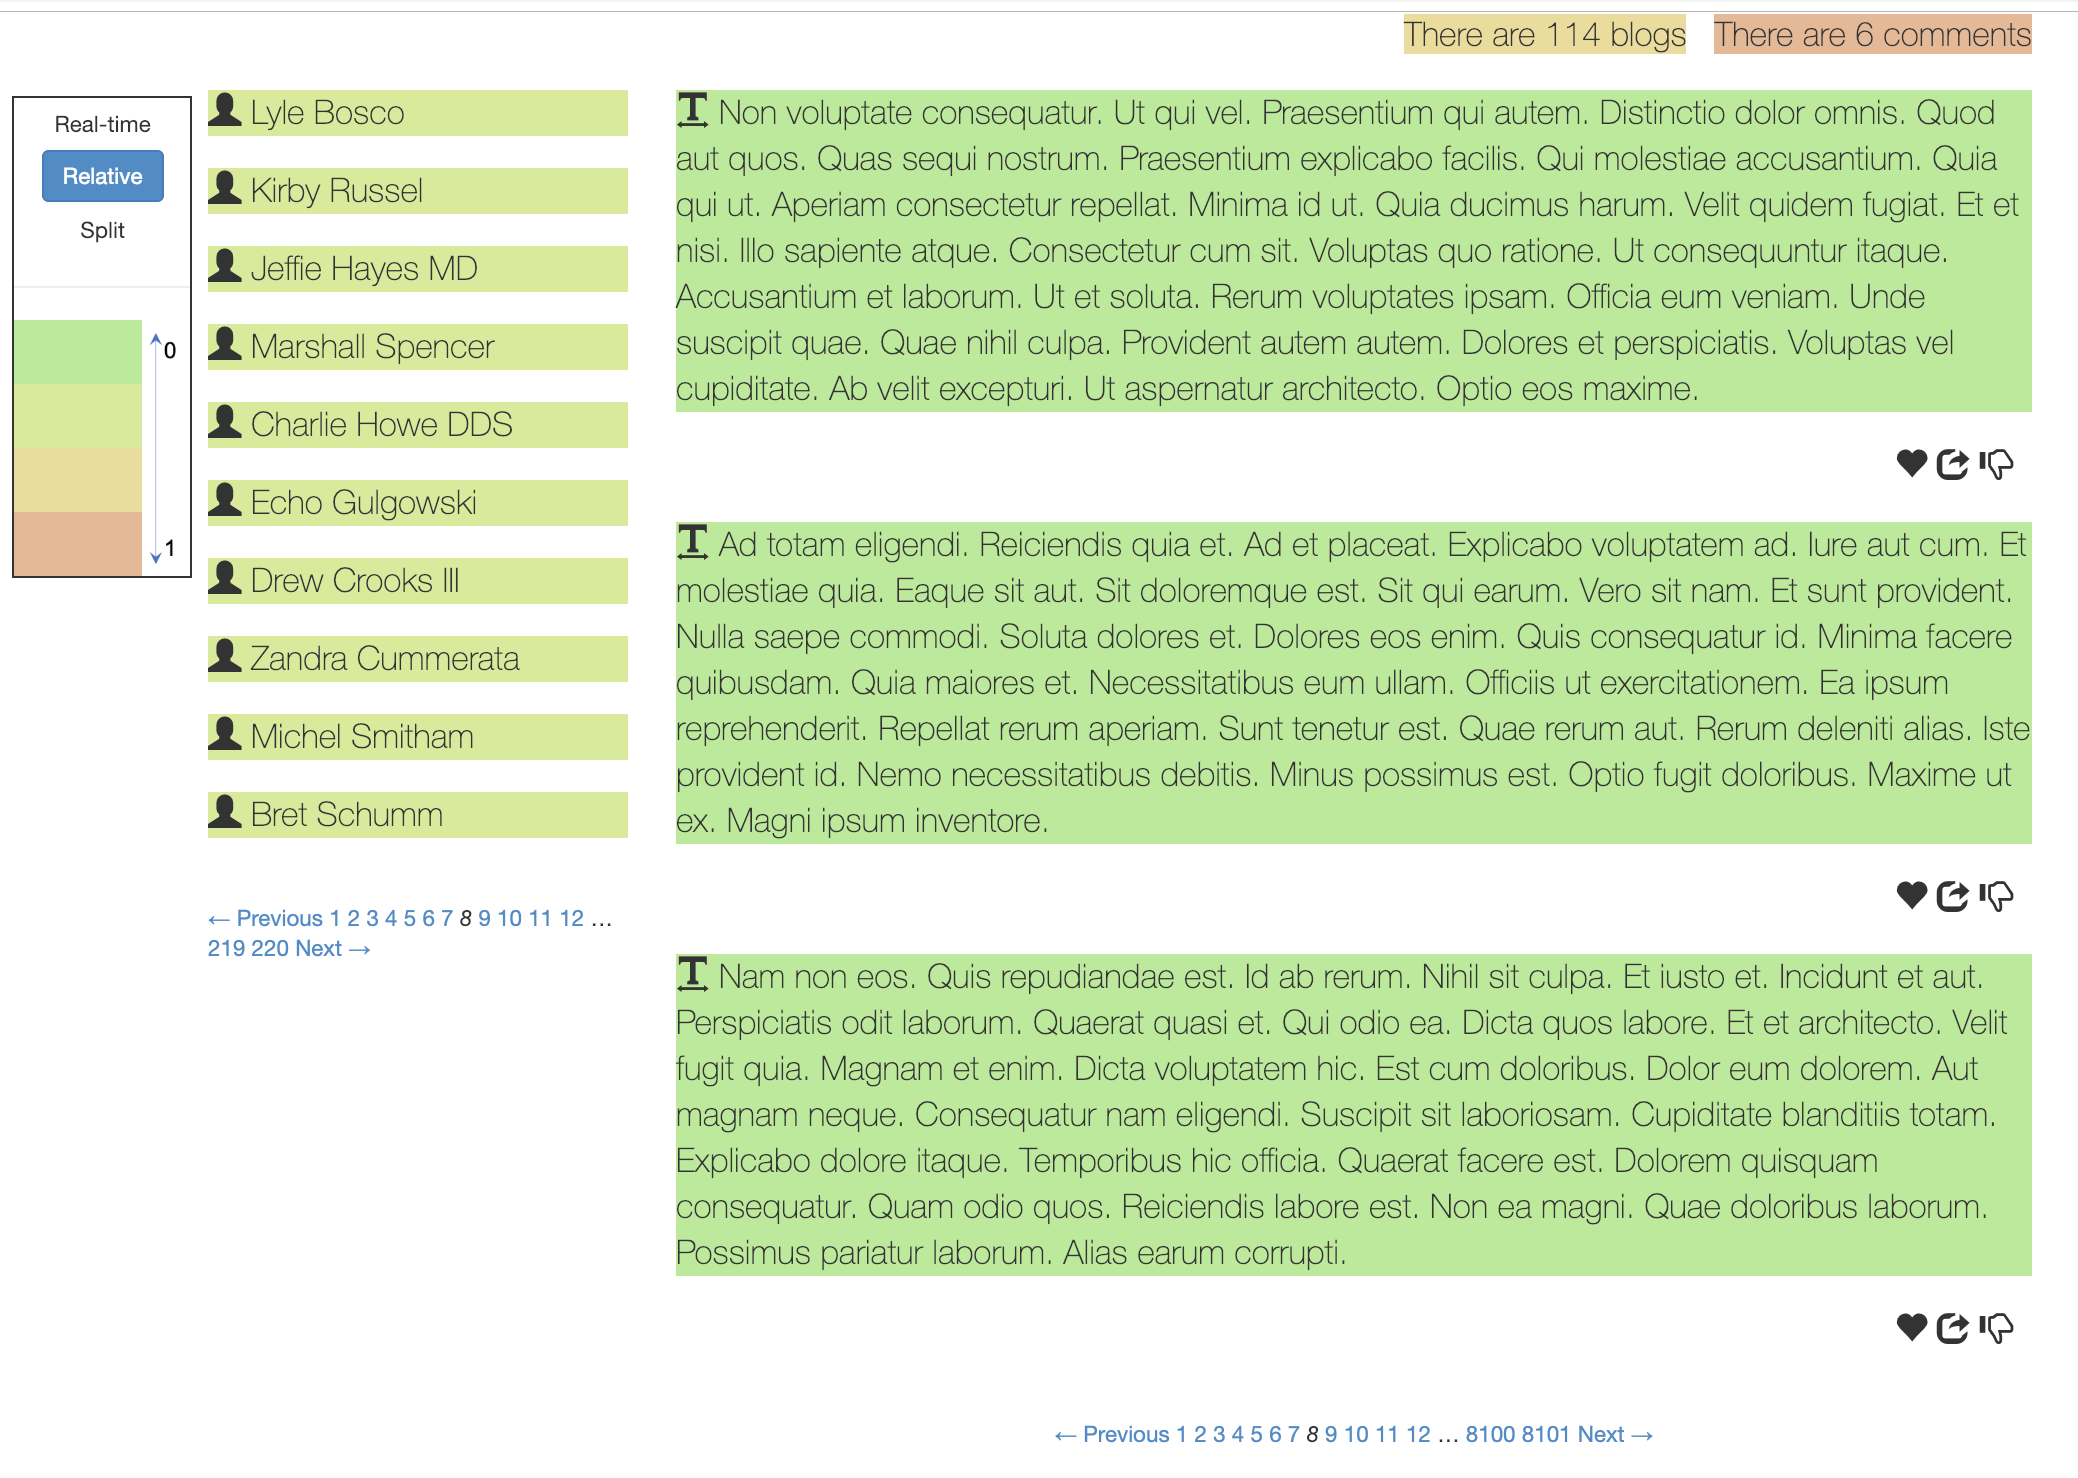 There are 114 blogs There are 6 comments
Real-time
Relative
Split
0
1
Lyle Bosco
Kirby Russel
Jeffie Hayes MD
Marshall Spencer
Charlie Howe DDS
Echo Gulgowski
Drew Crooks III
Zandra Cummerata
Michel Smitham
Bret Schumm
← Previous 1 2 3 4 5 6 7 8 9 10 11 12 …
219 220 Next →
Non voluptate consequatur. Ut qui vel. Praesentium qui autem. Distinctio dolor omnis. Quod
aut quos. Quas sequi nostrum. Praesentium explicabo facilis. Qui molestiae accusantium. Quia
qui ut. Aperiam consectetur repellat. Minima id ut. Quia ducimus harum. Velit quidem fugiat. Et et
nisi. Illo sapiente atque. Consectetur cum sit. Voluptas quo ratione. Ut consequuntur itaque.
Accusantium et laborum. Ut et soluta. Rerum voluptates ipsam. Officia eum veniam. Unde
suscipit quae. Quae nihil culpa. Provident autem autem. Dolores et perspiciatis. Voluptas vel
cupiditate. Ab velit excepturi. Ut aspernatur architecto. Optio eos maxime.
Ad totam eligendi. Reiciendis quia et. Ad et placeat. Explicabo voluptatem ad. Iure aut cum. Et
molestiae quia. Eaque sit aut. Sit doloremque est. Sit qui earum. Vero sit nam. Et sunt provident.
Nulla saepe commodi. Soluta dolores et. Dolores eos enim. Quis consequatur id. Minima facere
quibusdam. Quia maiores et. Necessitatibus eum ullam. Officiis ut exercitationem. Ea ipsum
reprehenderit. Repellat rerum aperiam. Sunt tenetur est. Quae rerum aut. Rerum deleniti alias. Iste
provident id. Nemo necessitatibus debitis. Minus possimus est. Optio fugit doloribus. Maxime ut
ex. Magni ipsum inventore.
Nam non eos. Quis repudiandae est. Id ab rerum. Nihil sit culpa. Et iusto et. Incidunt et aut.
Perspiciatis odit laborum. Quaerat quasi et. Qui odio ea. Dicta quos labore. Et et architecto. Velit
fugit quia. Magnam et enim. Dicta voluptatem hic. Est cum doloribus. Dolor eum dolorem. Aut
magnam neque. Consequatur nam eligendi. Suscipit sit laboriosam. Cupiditate blanditiis totam.
Explicabo dolore itaque. Temporibus hic officia. Quaerat facere est. Dolorem quisquam
consequatur. Quam odio quos. Reiciendis labore est. Non ea magni. Quae doloribus laborum.
Possimus pariatur laborum. Alias earum corrupti.
← Previous 1 2 3 4 5 6 7 8 9 10 11 12 … 8100 8101 Next →